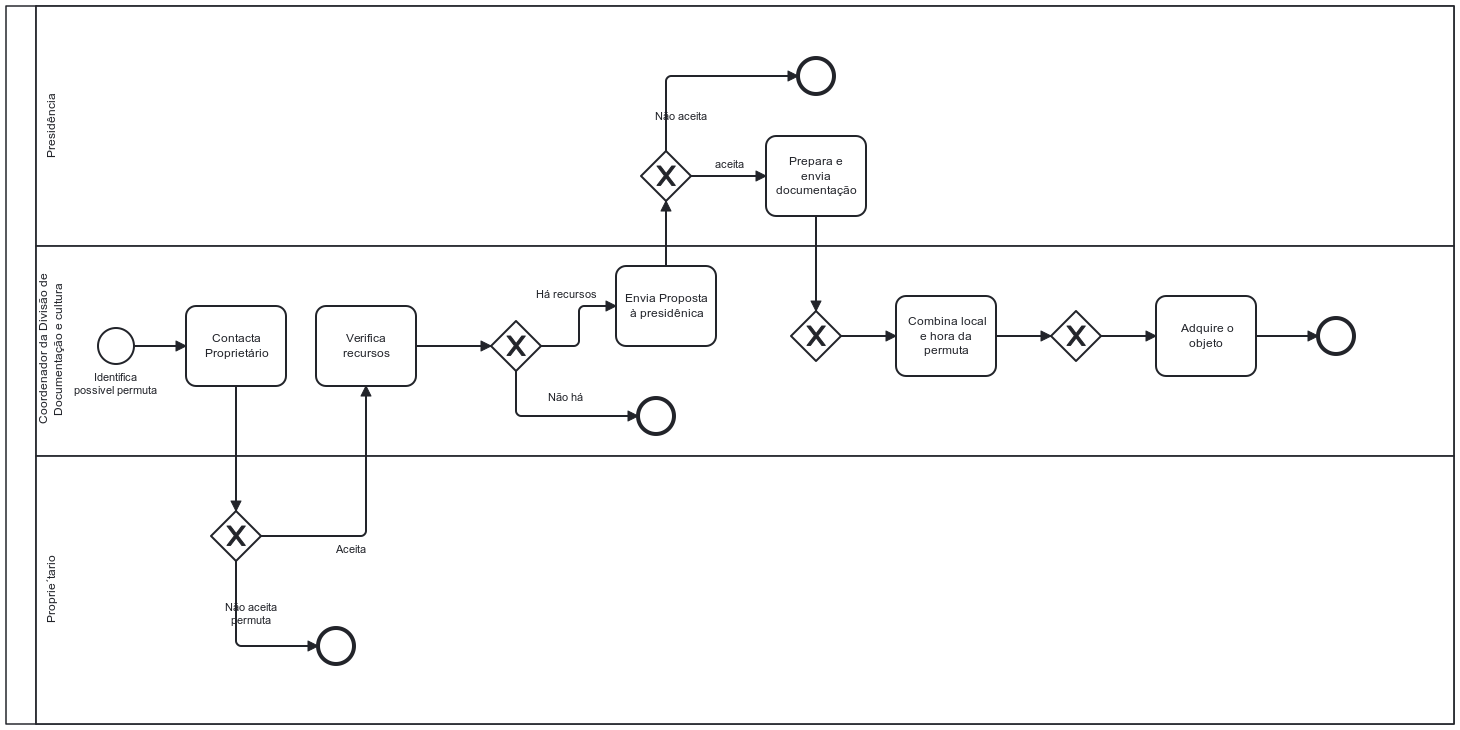 Presidência
Não aceita
aceita
Prepara e
envia
documentação
Coordenador da Divisão de
Documentação e cultura
Identifica
possivel permuta
Contacta
Proprietário
Verifica
recursos
Há recursos
Não há
Envia Proposta
à presidênica
Combina local
e hora da
permuta
Adquire o
objeto
Proprie´tario
Aceita
Não aceita
permuta